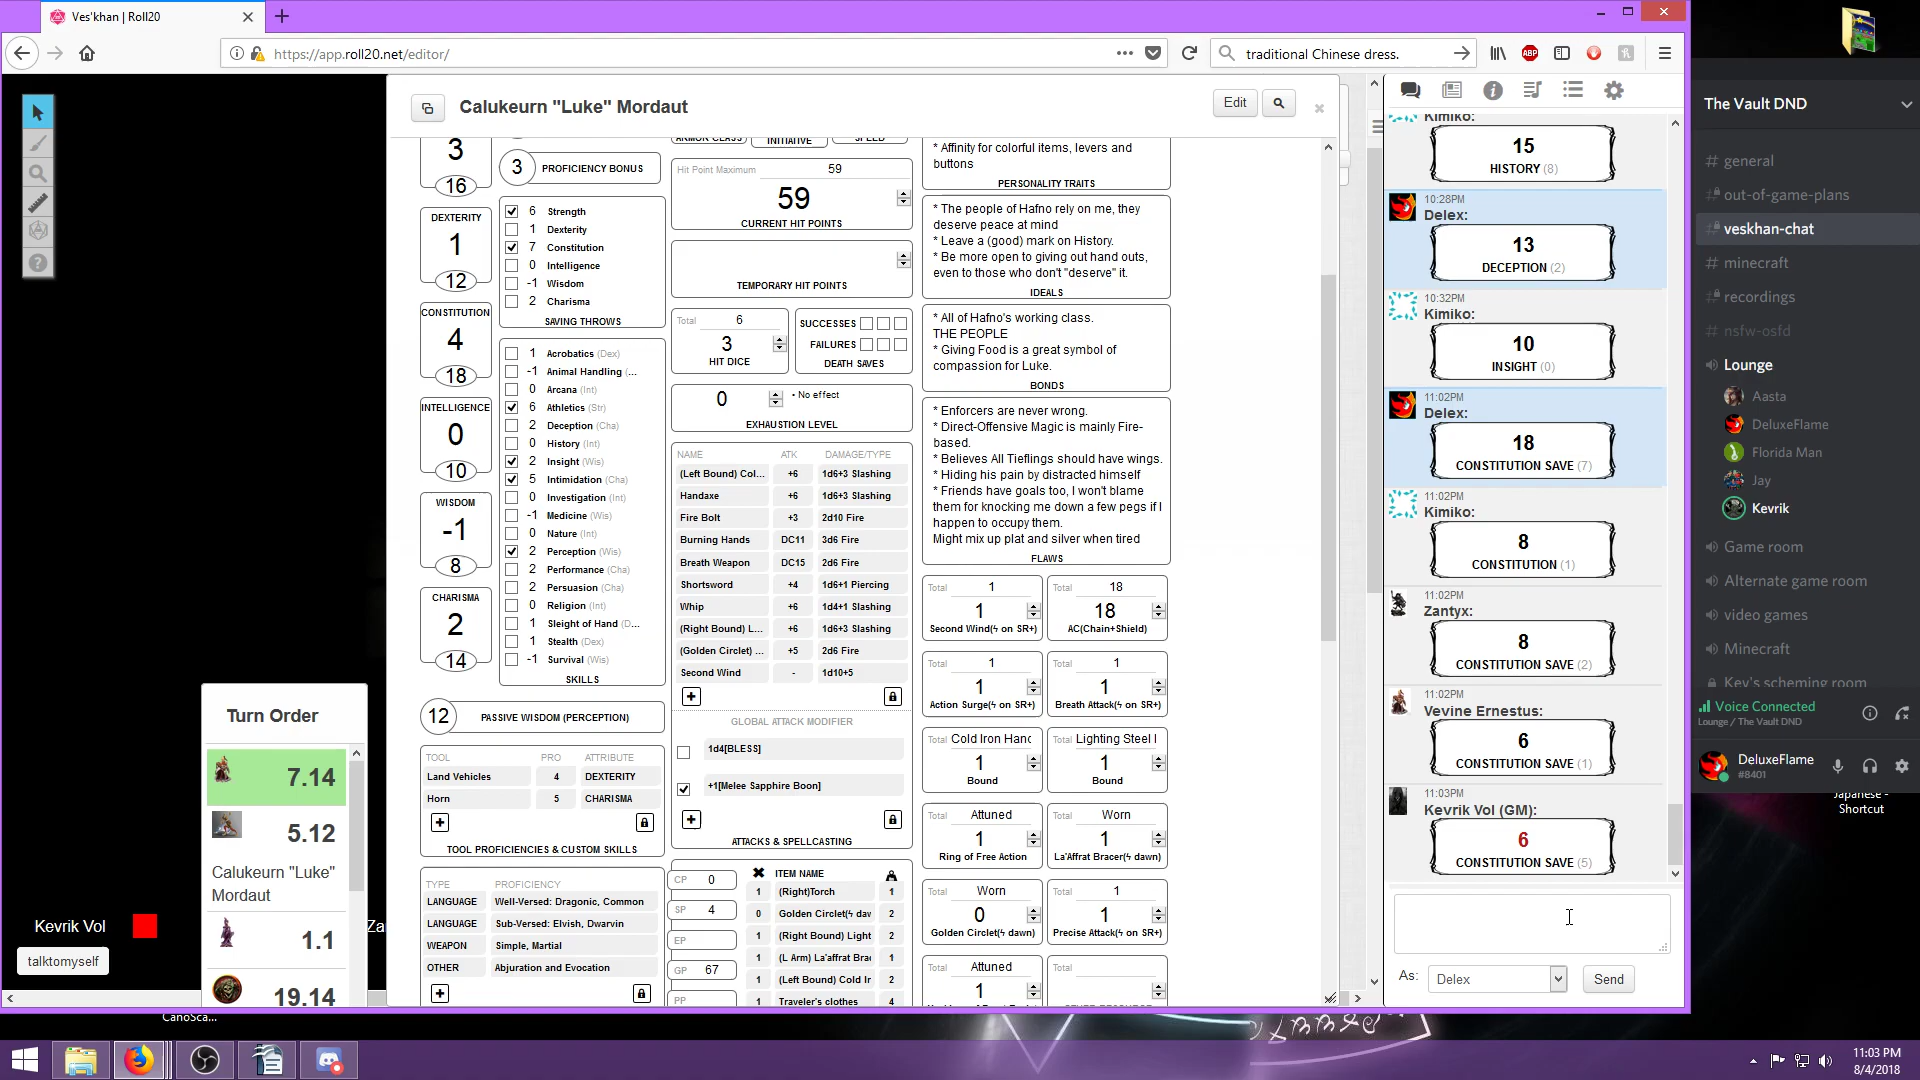 Ves'khan | Roll20
https://app.roll20.net/editor/
traditional Chinese dress.
Calukeurn "Luke" Mordaut
Edit
3
16
DEXTERITY
1
12
CONSTITUTION
4
18
INTELLIGENCE
0
10
WISDOM
-1
8
CHARISMA
2
14
3 PROFICIENCY BONUS
6 Strength
1 Dexterity
7 Constitution
0 Intelligence
-1 Wisdom
2 Charisma
SAVING THROWS
1 Acrobatics (Dex)
-1 Animal Handling (...
0 Arcana (Int)
6 Athletics (Str)
2 Deception (Cha)
0 History (Int)
2 Insight (Wis)
5 Intimidation (Cha)
0 Investigation (Int)
-1 Medicine (Wis)
0 Nature (Int)
2 Perception (Wis)
2 Performance (Cha)
2 Persuasion (Cha)
0 Religion (Int)
1 Sleight of Hand (D...
1 Stealth (Dex)
-1 Survival (Wis)
SKILLS
12 PASSIVE WISDOM (PERCEPTION)
TOOL PRO ATTRIBUTE
Land Vehicles 4 DEXTERITY
Horn 5 CHARISMA
TOOL PROFICIENCIES & CUSTOM SKILLS
TYPE PROFICIENCY
LANGUAGE Well-Versed: Dragonic, Common
LANGUAGE Sub-Versed: Elvish, Dwarvin
WEAPON Simple, Martial
OTHER Abjuration and Evocation
ARMOR CLASS INITIATIVE SPEED
Hit Point Maximum 59
59
CURRENT HIT POINTS
TEMPORARY HIT POINTS
Total 6
3
HIT DICE
SUCCESSES
FAILURES
DEATH SAVES
0 • No effect
EXHAUSTION LEVEL
NAME ATK DAMAGE/TYPE
(Left Bound) Col... +6 1d6+3 Slashing
Handaxe +6 1d6+3 Slashing
Fire Bolt +3 2d10 Fire
Burning Hands DC11 3d6 Fire
Breath Weapon DC15 2d6 Fire
Shortsword +4 1d6+1 Piercing
Whip +6 1d4+1 Slashing
(Right Bound) L... +6 1d6+3 Slashing
(Golden Circlet) ... +5 2d6 Fire
Second Wind - 1d10+5
GLOBAL ATTACK MODIFIER
1d4[BLESS]
+1[Melee Sapphire Boon]
ATTACKS & SPELLCASTING
CP 0
SP 4
EP
GP 67
PP
ITEM NAME
1 (Right)Torch 1
0 Golden Circlet(ϟ dav 2
1 (Right Bound) Light 2
1 (L Arm) La'affrat Brac 1
1 (Left Bound) Cold Ir 2
1 Traveler's clothes 4
* Affinity for colorful items, levers and
buttons
PERSONALITY TRAITS
* The people of Hafno rely on me, they
deserve peace at mind
* Leave a (good) mark on History.
* Be more open to giving out hand outs,
even to those who don't "deserve" it.
IDEALS
* All of Hafno's working class.
THE PEOPLE
* Giving Food is a great symbol of
compassion for Luke.
BONDS
* Enforcers are never wrong.
* Direct-Offensive Magic is mainly Fire-
based.
* Believes All Tieflings should have wings.
* Hiding his pain by distracted himself
* Friends have goals too, I won't blame
them for knocking me down a few pegs if I
happen to occupy them.
Might mix up plat and silver when tired
FLAWS
Total 1
1
Second Wind(ϟ on SR+)
Total 18
18
AC(Chain+Shield)
Total 1
1
Action Surge(ϟ on SR+)
Total 1
1
Breath Attack(ϟ on SR+)
Total Cold Iron Hanc
1
Bound
Total Lighting Steel l
1
Bound
Total Attuned
1
Ring of Free Action
Total Worn
1
La'Affrat Bracer(ϟ dawn)
Total Worn
0
Golden Circlet(ϟ dawn)
Total 1
1
Precise Attack(ϟ on SR+)
Total Attuned
1
Total
Turn Order
7.14
5.12
Calukeurn "Luke"
Mordaut
1.1
19.14
Kevrik Vol
Za
talktomyself
Kimiko:
15
HISTORY (8)
10:28PM
Delex:
13
DECEPTION (2)
10:32PM
Kimiko:
10
INSIGHT (0)
11:02PM
Delex:
18
CONSTITUTION SAVE (7)
11:02PM
Kimiko:
8
CONSTITUTION (1)
11:02PM
Zantyx:
8
CONSTITUTION SAVE (2)
11:02PM
Vevine Ernestus:
6
CONSTITUTION SAVE (1)
11:03PM
Kevrik Vol (GM):
6
CONSTITUTION SAVE (5)
As: Delex Send
The Vault DND
# general
out-of-game-plans
veskhan-chat
# minecraft
recordings
nsfw-osfd
Lounge
Aasta
DeluxeFlame
Florida Man
Jay
Kevrik
Game room
Alternate game room
video games
Minecraft
Kev's scheming room
Voice Connected
Lounge / The Vault DND
DeluxeFlame
#8401
Japanese -
Shortcut
CanoSca...
ABP
11:03 PM
8/4/2018